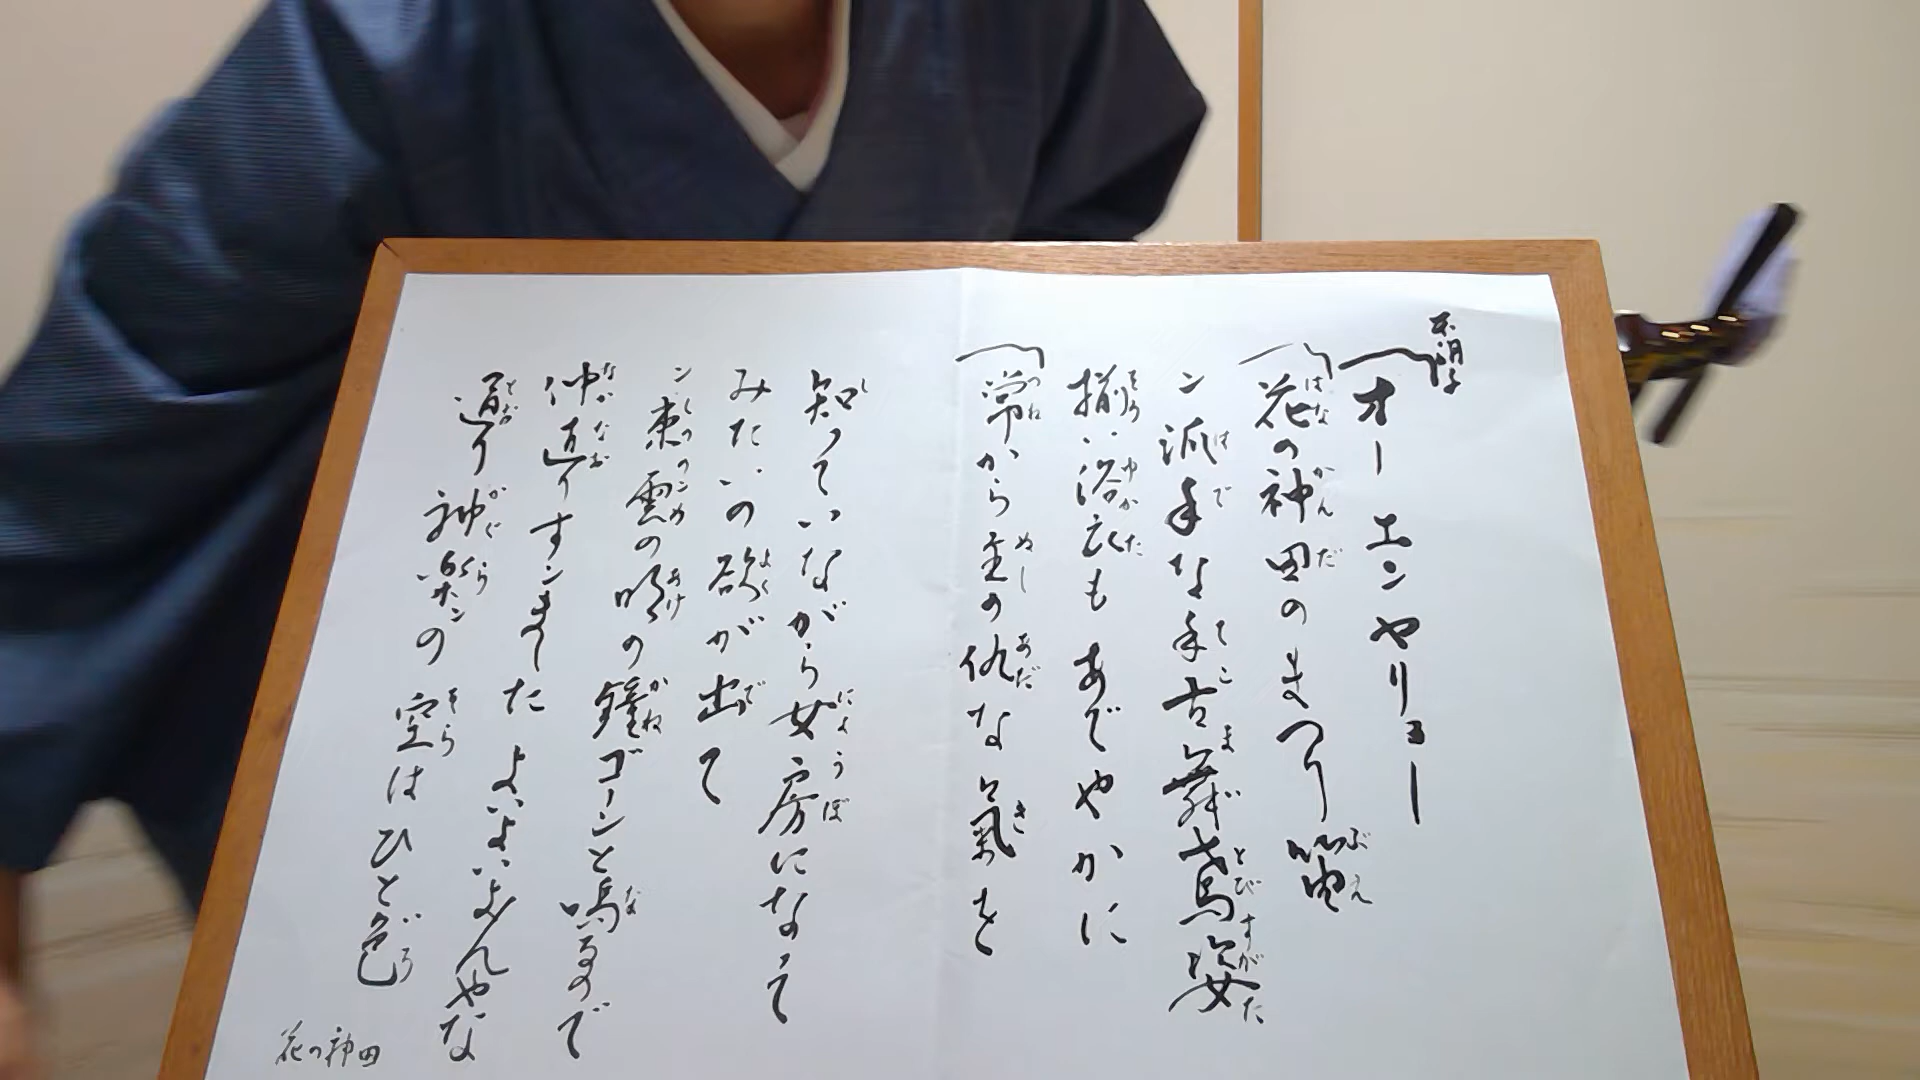 本調子
オーエンヤリョー
花の神田のまつり笛
ン派手な手古舞鳶姿
揃い浴衣もあでやかに
常から主の仇な氣を
知っていながら女房になって
みたいの欲が出て
ン東雲の明の鐘ゴーンと鳴るので
仲直りすンました よいよいよんやな
通り神楽ンの空はひと色
花の神田